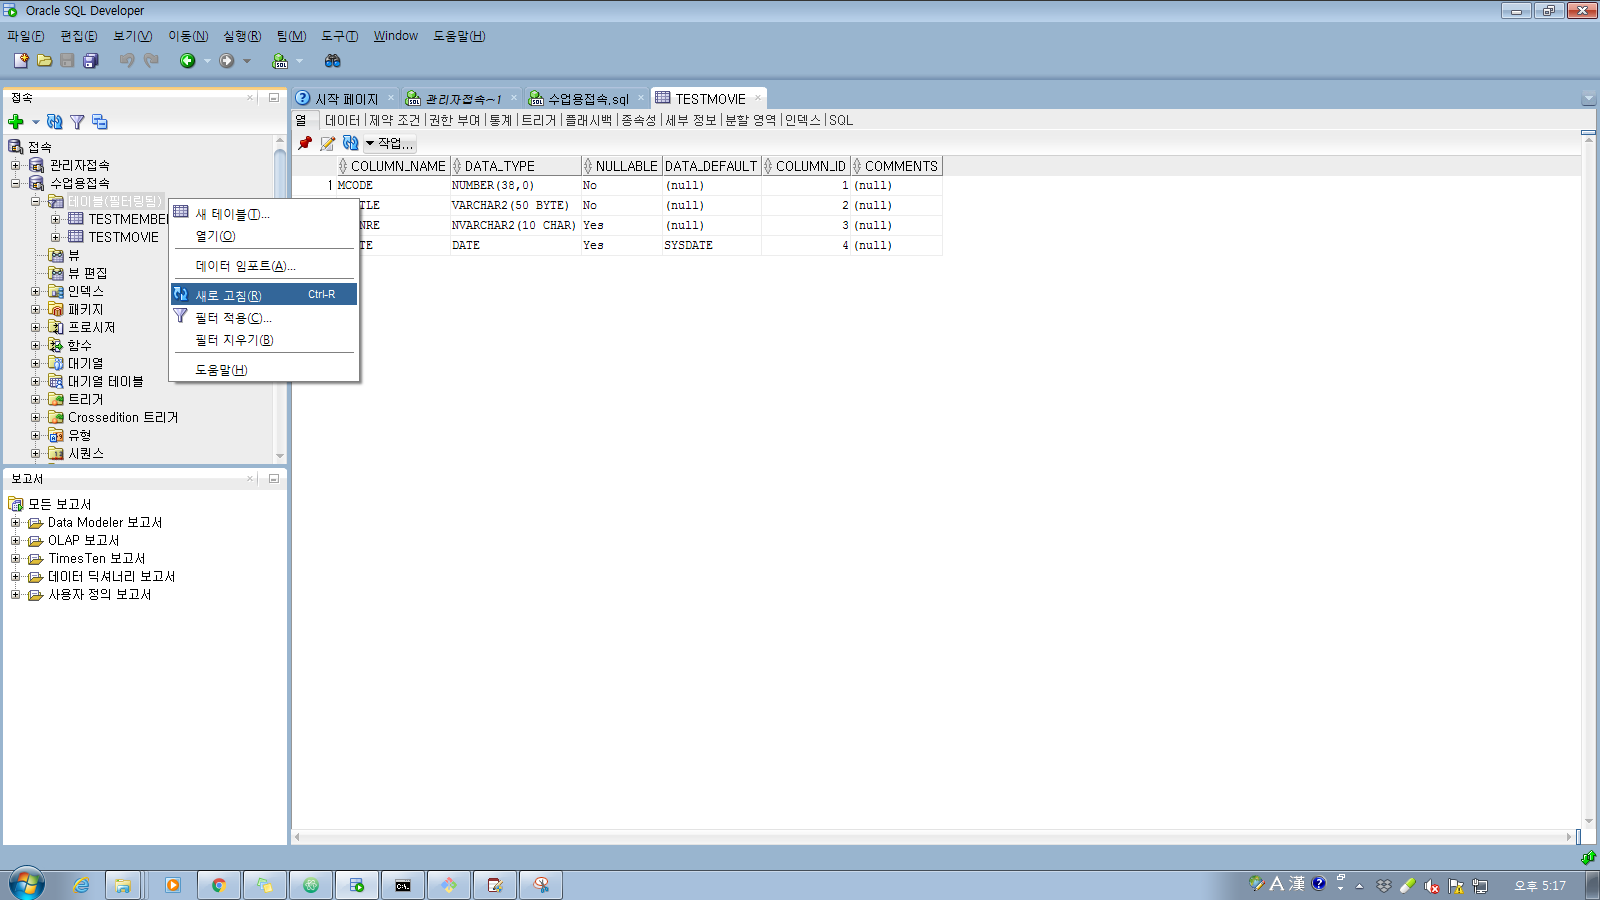 Oracle SQL Developer
파일(F) 편집(E) 보기(V) 이동(N) 실행(R) 팀(M) 도구(T) Window 도움말(H)
접속
시작 페이지 관리자접속~1 수업용접속.sql TESTMOVIE
열 데이터 제약 조건 권한 부여 통계 트리거 플래시백 종속성 세부 정보 분할 영역 인덱스 SQL
작업...
COLUMN_NAME DATA_TYPE NULLABLE DATA_DEFAULT COLUMN_ID COMMENTS
1 MCODE NUMBER(38,0) No (null) 1 (null)
TLE VARCHAR2(50 BYTE) No (null) 2 (null)
NRE NVARCHAR2(10 CHAR) Yes (null) 3 (null)
TE DATE Yes SYSDATE 4 (null)
접속
관리자접속
수업용접속
테이블(필터링됨)
TESTMEMBE
TESTMOVIE
뷰
뷰 편집
인덱스
패키지
프로시저
함수
대기열
대기열 테이블
트리거
Crossedition 트리거
유형
시퀀스
새 테이블(T)...
열기(O)
데이터 임포트(A)...
새로 고침(R) Ctrl-R
필터 적용(C)...
필터 지우기(B)
도움말(H)
보고서
모든 보고서
Data Modeler 보고서
OLAP 보고서
TimesTen 보고서
데이터 딕셔너리 보고서
사용자 정의 보고서
A 漢
오후 5:17